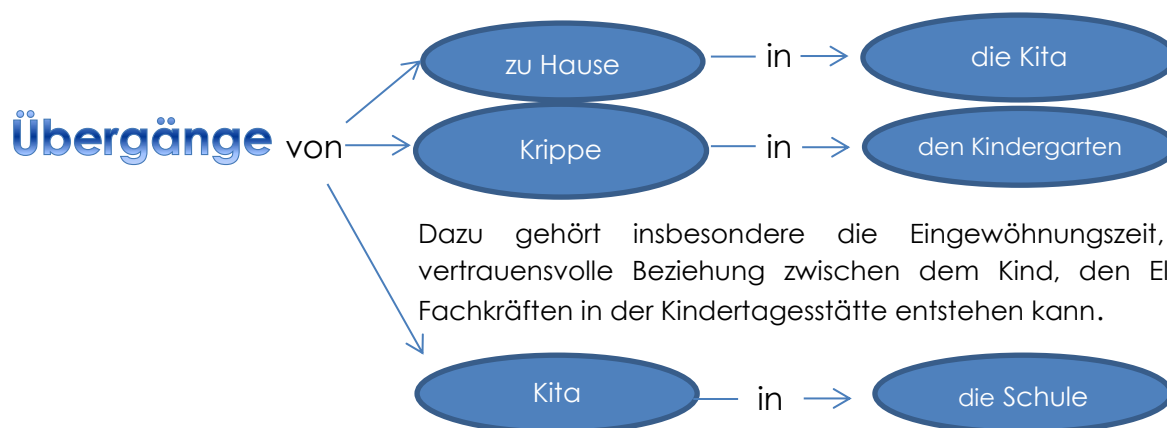 zu Hause in die Kita
Übergänge von Krippe in den Kindergarten
Dazu gehört insbesondere die Eingewöhnungszeit,
vertrauensvolle Beziehung zwischen dem Kind, den
Fachkräften in der Kindertagesstätte entstehen kann.
Kita in die Schule